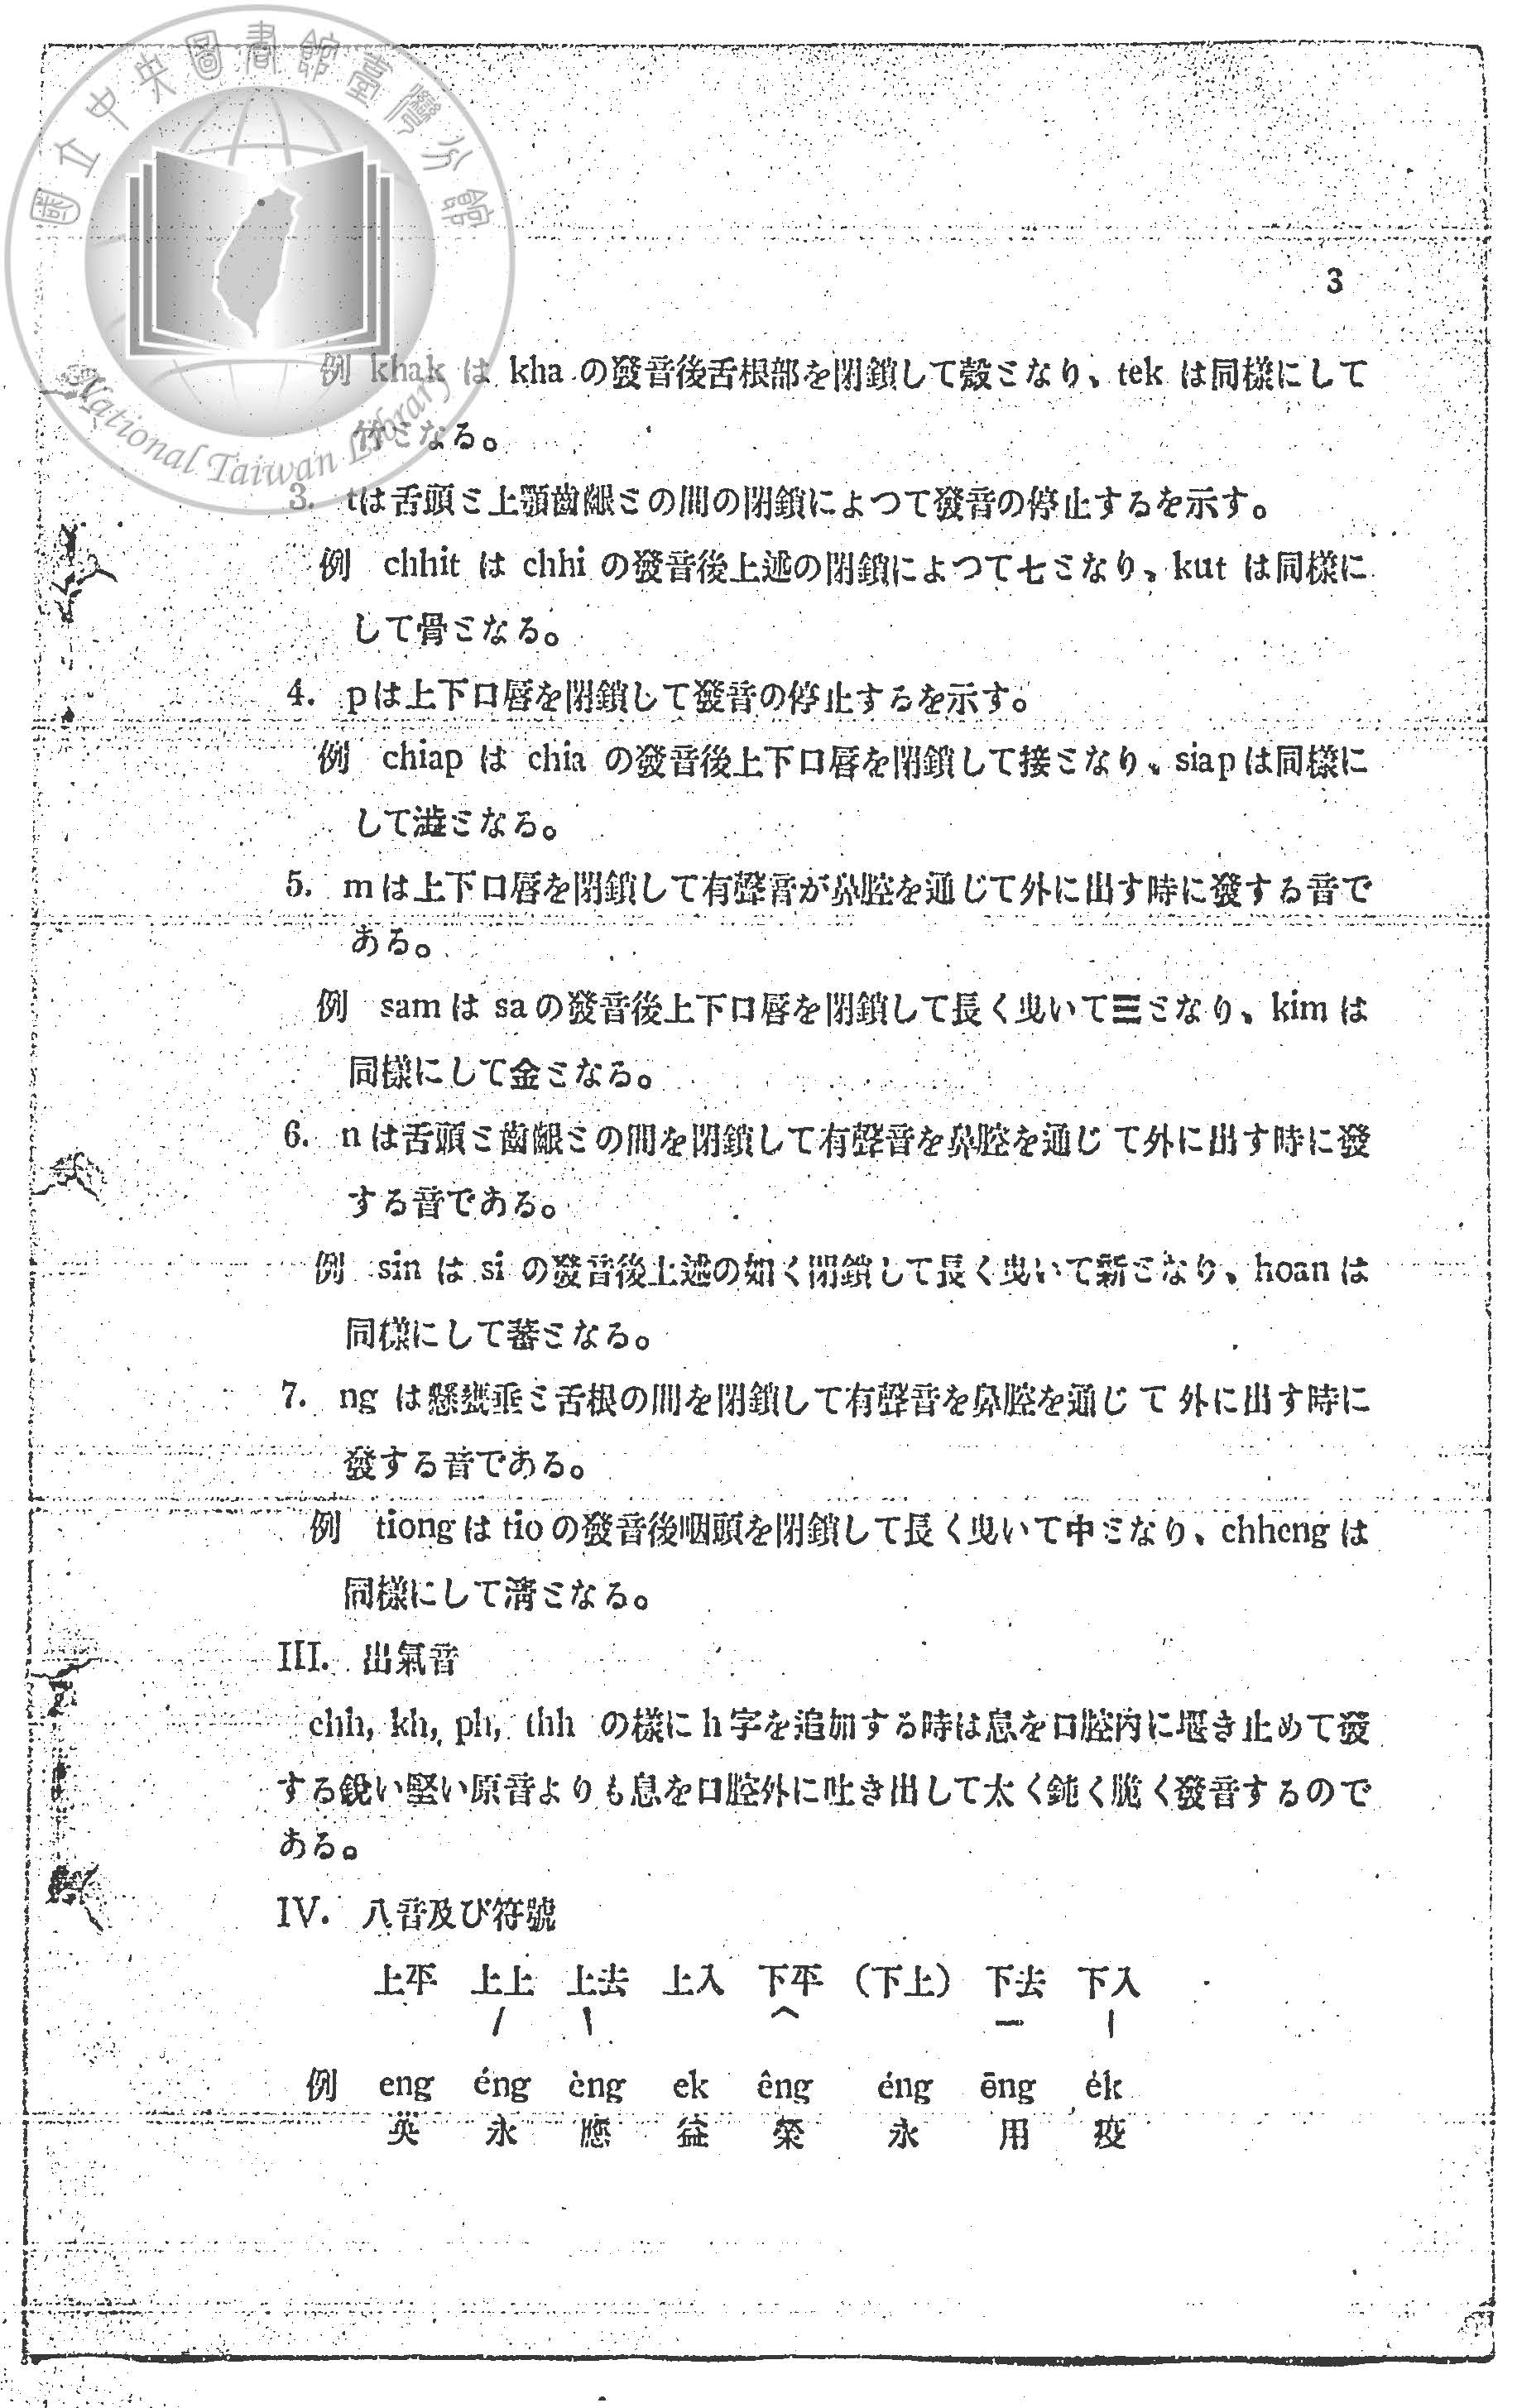 國立中央圖書館臺灣分館
National Taiwan Library
3
例 khak は kha の發音後舌根部を閉鎖して殼ミなり、tek は同樣にして
竹ミなる。
3. tは舌頭ミ上顎齒齦ミの間の閉鎖によつて發音の停止するを示す。
例 chhit は chhi の發音後上述の閉鎖によつて七ミなり、kut は同樣に
して骨ミなる。
4. pは上下口唇を閉鎖して發音の停止するを示す。
例 chiap は chia の發音後上下口唇を閉鎖して接ミなり、siapは同樣に
して澁ミなる。
5. mは上下口唇を閉鎖して有聲音が鼻腔を通じて外に出す時に發する音で
ある。
例 sam は sa の發音後上下口唇を閉鎖して長く曳いて三ミなり、kim は
同樣にして金ミなる。
6. n は舌頭ミ齒齦ミの間を閉鎖して有聲音を鼻腔を通じて外に出す時に發
する音である。
例 sin は si の發音後上述の如く閉鎖して長く曳いて新ミなり、hoan は
同樣にして蕃ミなる。
7. ng は懸甕垂ミ舌根の間を閉鎖して有聲音を鼻腔を通じて外に出す時に
發する音である。
例 tiong は tio の發音後咽頭を閉鎖して長く曳いて中ミなり、chheng は
同樣にして淸ミなる。
III. 出氣音
chh, kh, ph, thh の樣に h 字を追加する時は息を口腔內に堰き止めて發
する銳い堅い原音よりも息を口腔外に吐き出して太く鈍く脆く發音するので
ある。
IV. 八音及び符號
上平 上上 上去 上入 下平 (下上) 下去 下入
/ \ ︿ — |
例 eng éng èng ek êng éng ēng e̍k
英 永 應 益 榮 永 用 疫